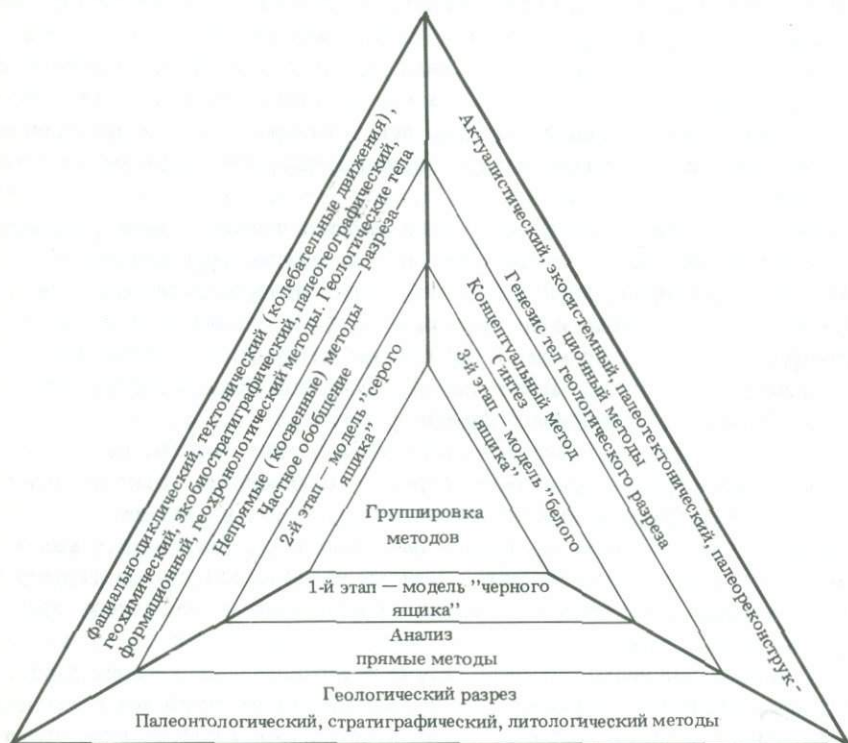 Фациально-циклический, тектонический (колебательные движения),
геохимический, экобиостратиграфический, палеогеографический,
формационный, геохронологический методы. Геологические тела
разреза
Непрямые (косвенные) методы
Частное обобщение
2-й этап — модель "серого
ящика"
Актуалистический, экосистемный, палеотектонический, палеореконструк-
ционный методы
Генезис тел геологического разреза
Концептуальный метод
Синтез
3-й этап — модель "белого
ящика"
Группировка
методов
1-й этап — модель "черного
ящика"
Анализ
прямые методы
Геологический разрез
Палеонтологический, стратиграфический, литологический методы